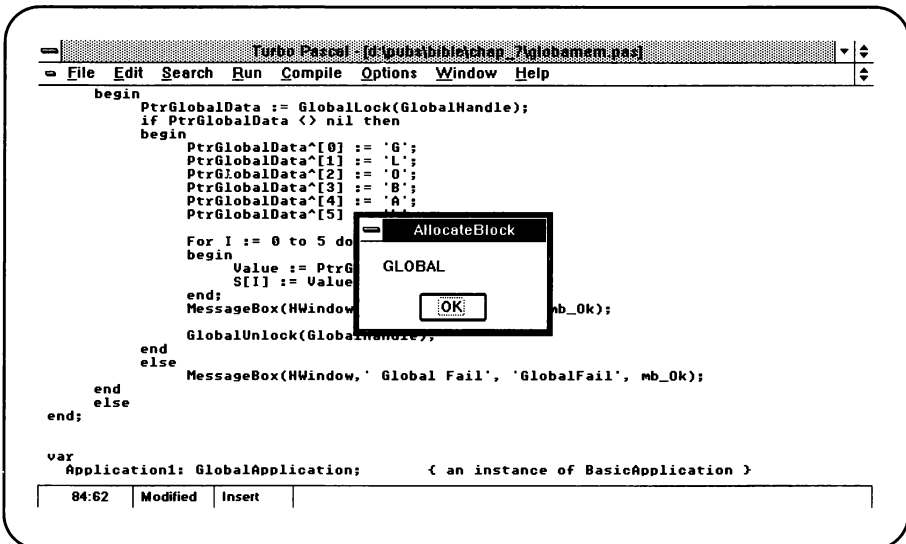 Turbo Pascal - [d:\pubs\bible\chap_7\globamem.pas]
File Edit Search Run Compile Options Window Help
begin
PtrGlobalData := GlobalLock(GlobalHandle);
if PtrGlobalData <> nil then
begin
PtrGlobalData^[0] := 'G';
PtrGlobalData^[1] := 'L';
PtrGlobalData^[2] := 'O';
PtrGlobalData^[3] := 'B';
PtrGlobalData^[4] := 'A';
PtrGlobalData^[5]
For I := 0 to 5 do
begin
Value := PtrG
S[I] := Value
end;
MessageBox(HWindow mb_Ok);
GlobalUnlock(GlobalHandle);
end
else
MessageBox(HWindow,' Global Fail', 'GlobalFail', mb_Ok);
end
else
end;
var
Application1: GlobalApplication; { an instance of BasicApplication }
84:62 Modified Insert
AllocateBlock
GLOBAL
OK